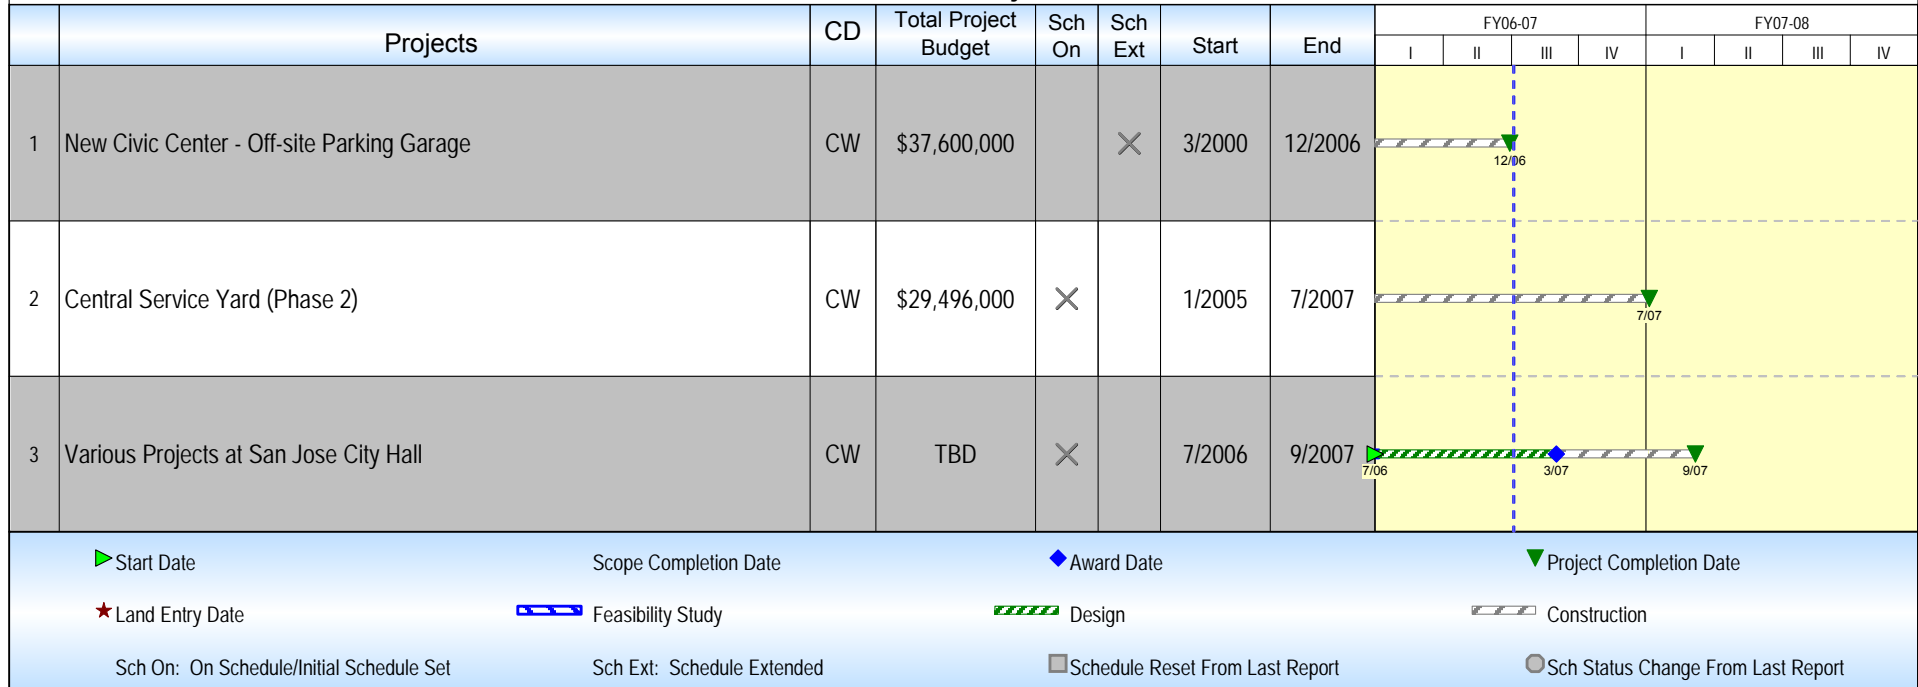 Projects CD Total Project Budget Sch On Sch Ext Start End FY06-07 FY07-08
I II III IV I II III IV
1 New Civic Center - Off-site Parking Garage CW $37,600,000 3/2000 12/2006
12/06
2 Central Service Yard (Phase 2) CW $29,496,000 1/2005 7/2007
7/07
3 Various Projects at San Jose City Hall CW TBD 7/2006 9/2007
7/06 3/07 9/07
Start Date Scope Completion Date Award Date Project Completion Date
Land Entry Date Feasibility Study Design Construction
Sch On: On Schedule/Initial Schedule Set Sch Ext: Schedule Extended Schedule Reset From Last Report Sch Status Change From Last Report